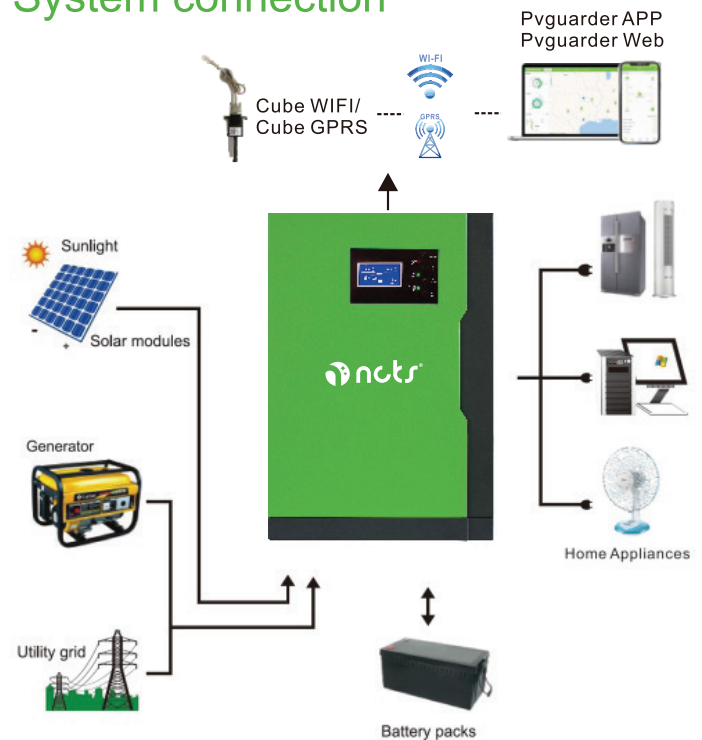 System connection
Pvguarder APP
Pvguarder Web
WI-FI
Cube WIFI/
Cube GPRS
GPRS
Sunlight
- +
Solar modules
Generator
Utility grid
Home Appliances
Battery packs